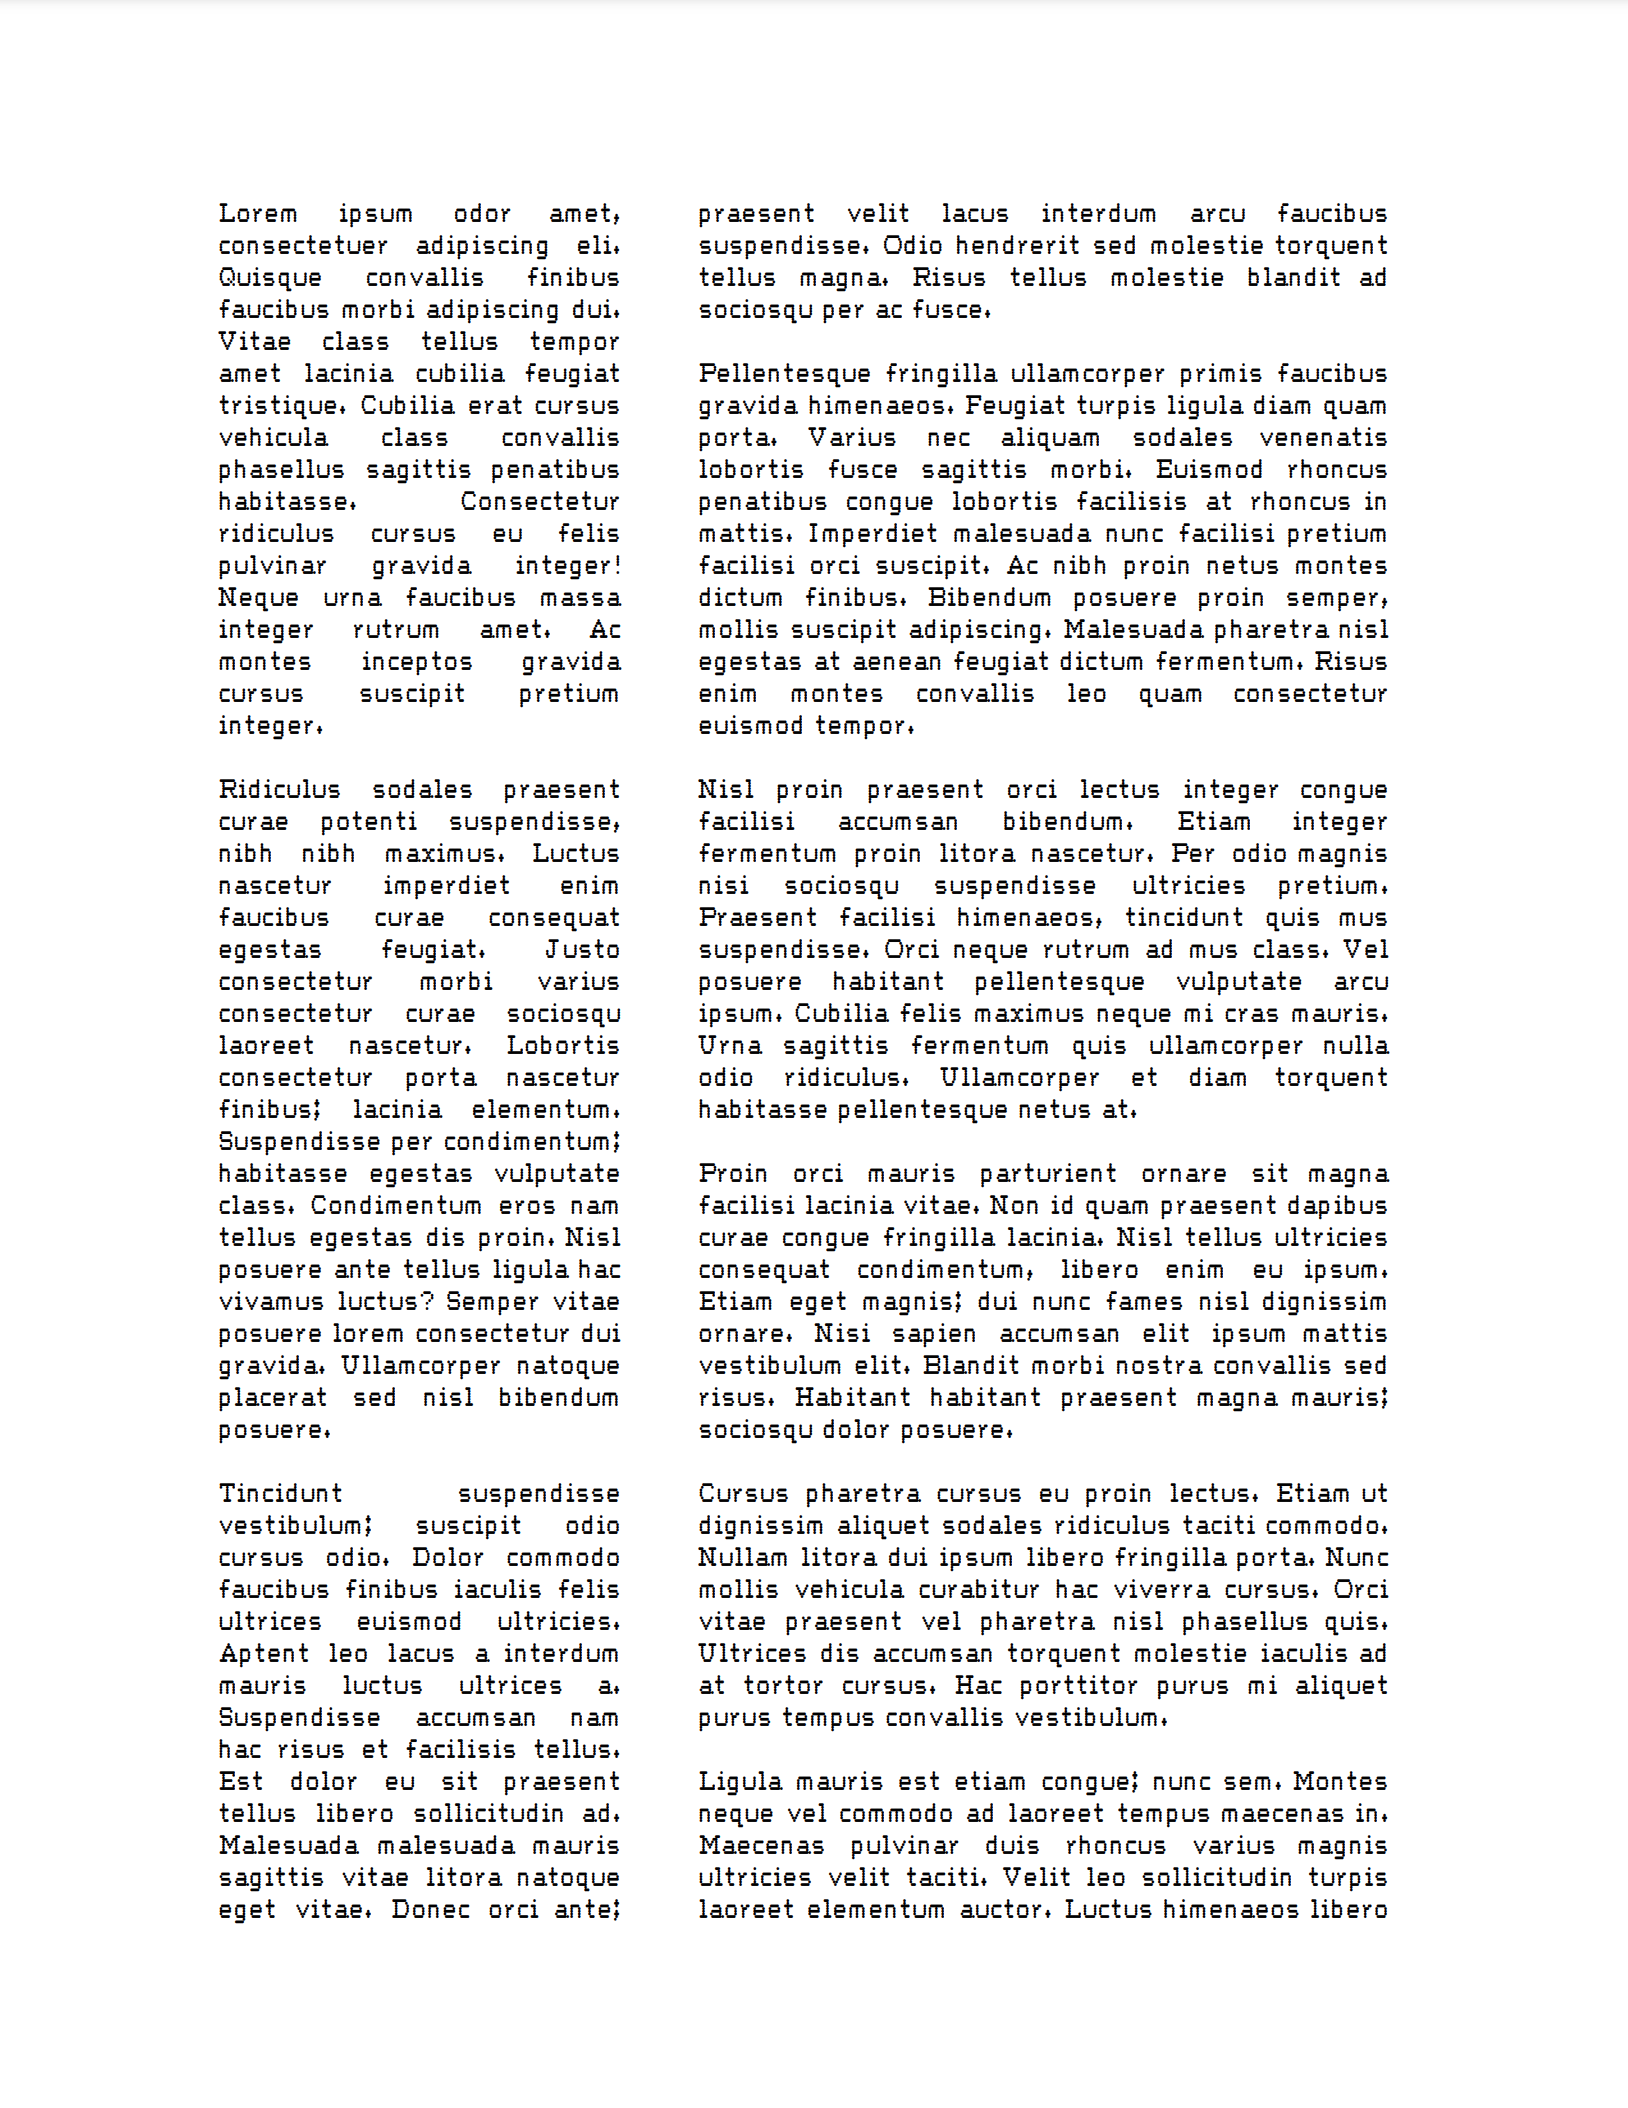 Lorem ipsum odor amet,
consectetuer adipiscing eli.
Quisque convallis finibus
faucibus morbi adipiscing dui.
Vitae class tellus tempor
amet lacinia cubilia feugiat
tristique. Cubilia erat cursus
vehicula class convallis
phasellus sagittis penatibus
habitasse. Consectetur
ridiculus cursus eu felis
pulvinar gravida integer!
Neque urna faucibus massa
integer rutrum amet. Ac
montes inceptos gravida
cursus suscipit pretium
integer.
Ridiculus sodales praesent
curae potenti suspendisse,
nibh nibh maximus. Luctus
nascetur imperdiet enim
faucibus curae consequat
egestas feugiat. Justo
consectetur morbi varius
consectetur curae sociosqu
laoreet nascetur. Lobortis
consectetur porta nascetur
finibus; lacinia elementum.
Suspendisse per condimentum;
habitasse egestas vulputate
class. Condimentum eros nam
tellus egestas dis proin. Nisl
posuere ante tellus ligula hac
vivamus luctus? Semper vitae
posuere lorem consectetur dui
gravida. Ullamcorper natoque
placerat sed nisl bibendum
posuere.
Tincidunt suspendisse
vestibulum; suscipit odio
cursus odio. Dolor commodo
faucibus finibus iaculis felis
ultrices euismod ultricies.
Aptent leo lacus a interdum
mauris luctus ultrices a.
Suspendisse accumsan nam
hac risus et facilisis tellus.
Est dolor eu sit praesent
tellus libero sollicitudin ad.
Malesuada malesuada mauris
sagittis vitae litora natoque
eget vitae. Donec orci ante;
praesent velit lacus interdum arcu faucibus
suspendisse. Odio hendrerit sed molestie torquent
tellus magna. Risus tellus molestie blandit ad
sociosqu per ac fusce.
Pellentesque fringilla ullamcorper primis faucibus
gravida himenaeos. Feugiat turpis ligula diam quam
porta. Varius nec aliquam sodales venenatis
lobortis fusce sagittis morbi. Euismod rhoncus
penatibus congue lobortis facilisis at rhoncus in
mattis. Imperdiet malesuada nunc facilisi pretium
facilisi orci suscipit. Ac nibh proin netus montes
dictum finibus. Bibendum posuere proin semper,
mollis suscipit adipiscing. Malesuada pharetra nisl
egestas at aenean feugiat dictum fermentum. Risus
enim montes convallis leo quam consectetur
euismod tempor.
Nisl proin praesent orci lectus integer congue
facilisi accumsan bibendum. Etiam integer
fermentum proin litora nascetur. Per odio magnis
nisi sociosqu suspendisse ultricies pretium.
Praesent facilisi himenaeos, tincidunt quis mus
suspendisse. Orci neque rutrum ad mus class. Vel
posuere habitant pellentesque vulputate arcu
ipsum. Cubilia felis maximus neque mi cras mauris.
Urna sagittis fermentum quis ullamcorper nulla
odio ridiculus. Ullamcorper et diam torquent
habitasse pellentesque netus at.
Proin orci mauris parturient ornare sit magna
facilisi lacinia vitae. Non id quam praesent dapibus
curae congue fringilla lacinia. Nisl tellus ultricies
consequat condimentum, libero enim eu ipsum.
Etiam eget magnis; dui nunc fames nisl dignissim
ornare. Nisi sapien accumsan elit ipsum mattis
vestibulum elit. Blandit morbi nostra convallis sed
risus. Habitant habitant praesent magna mauris;
sociosqu dolor posuere.
Cursus pharetra cursus eu proin lectus. Etiam ut
dignissim aliquet sodales ridiculus taciti commodo.
Nullam litora dui ipsum libero fringilla porta. Nunc
mollis vehicula curabitur hac viverra cursus. Orci
vitae praesent vel pharetra nisl phasellus quis.
Ultrices dis accumsan torquent molestie iaculis ad
at tortor cursus. Hac porttitor purus mi aliquet
purus tempus convallis vestibulum.
Ligula mauris est etiam congue; nunc sem. Montes
neque vel commodo ad laoreet tempus maecenas in.
Maecenas pulvinar duis rhoncus varius magnis
ultricies velit taciti. Velit leo sollicitudin turpis
laoreet elementum auctor. Luctus himenaeos libero